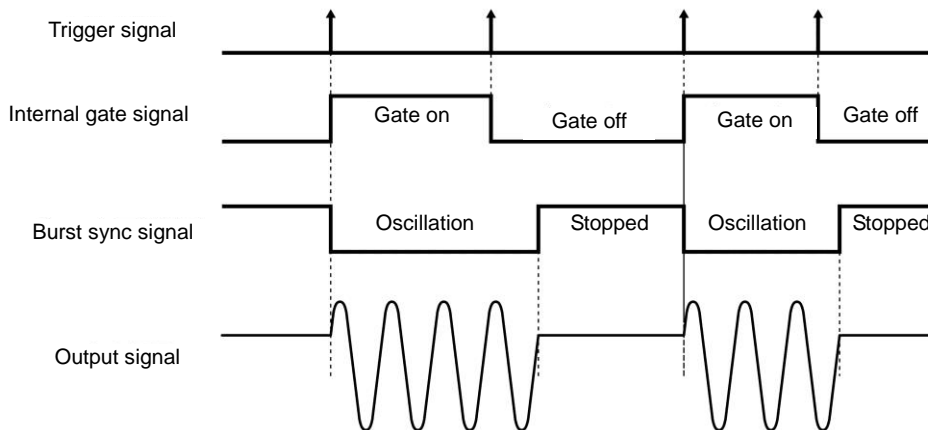 Trigger signal
Internal gate signal
Gate on
Gate off
Gate on
Gate off
Burst sync signal
Oscillation
Stopped
Oscillation
Stopped
Output signal